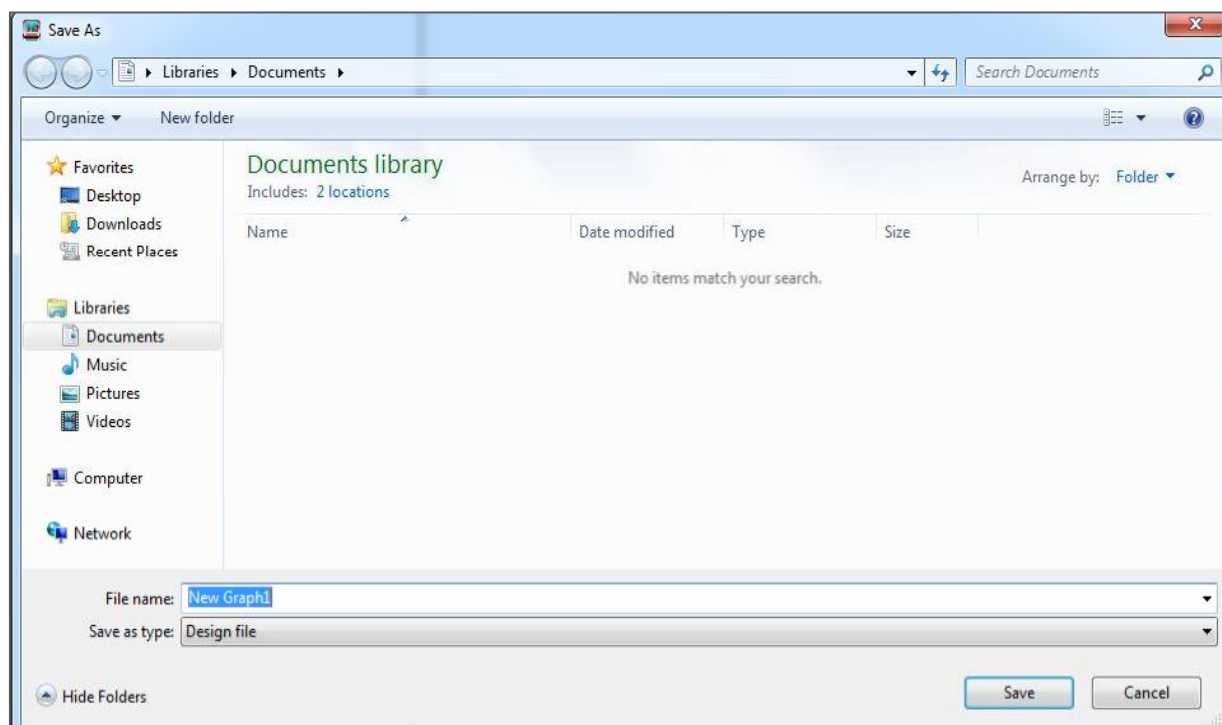 Save As
Libraries Documents
Search Documents
Organize New folder
Favorites
Desktop
Downloads
Recent Places
Libraries
Documents
Music
Pictures
Videos
Computer
Network
Documents library
Includes: 2 locations
Arrange by: Folder
Name Date modified Type Size
No items match your search.
File name: New Graph1
Save as type: Design file
Hide Folders
Save Cancel